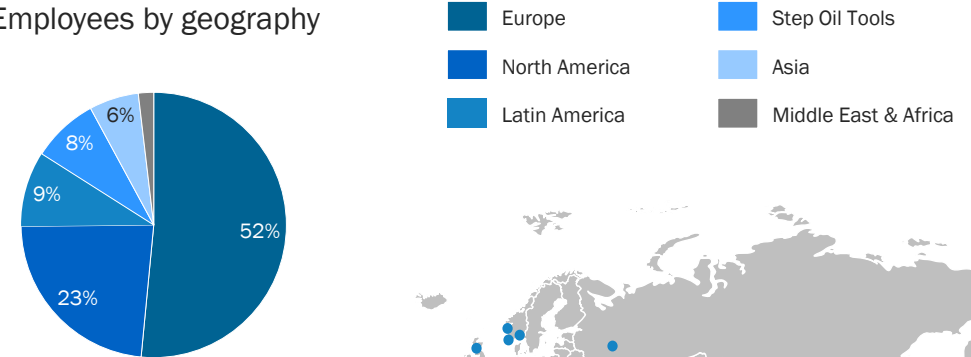 Employees by geography
Europe
Step Oil Tools
North America
Asia
Latin America
Middle East & Africa
6%
8%
9%
52%
23%